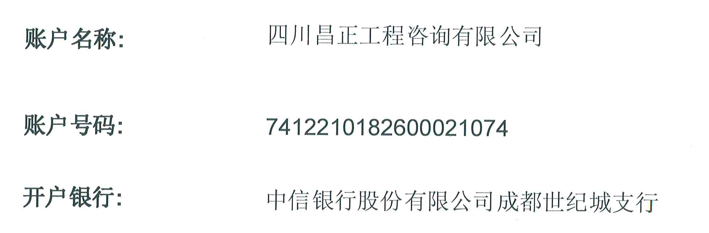 账户名称: 四川昌正工程咨询有限公司
账户号码: 7412210182600021074
开户银行: 中信银行股份有限公司成都世纪城支行